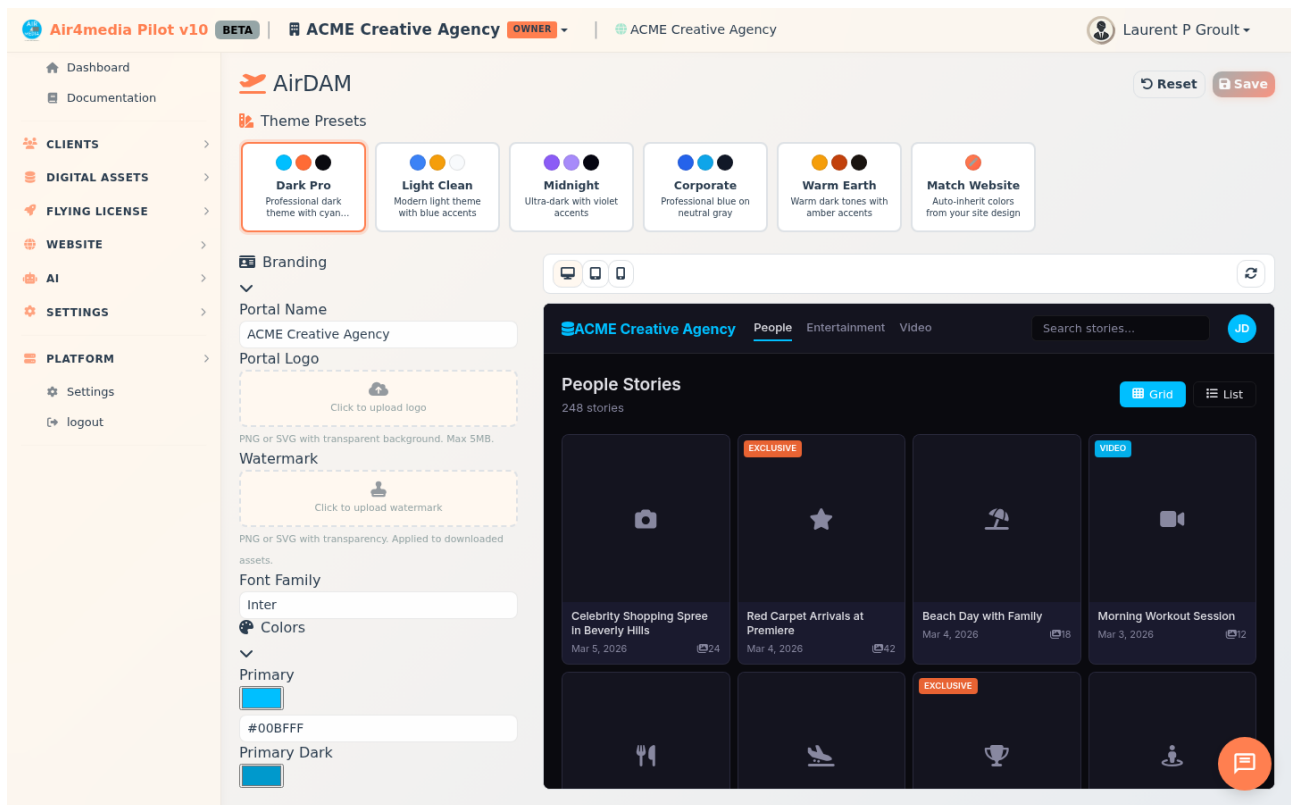 Air4media Pilot v10 BETA
ACME Creative Agency OWNER
ACME Creative Agency
Laurent P Groult
Dashboard
Documentation
CLIENTS
DIGITAL ASSETS
FLYING LICENSE
WEBSITE
AI
SETTINGS
PLATFORM
Settings
logout
AirDAM
Reset
Save
Theme Presets
Dark Pro
Professional dark
theme with cyan...
Light Clean
Modern light theme
with blue accents
Midnight
Ultra-dark with violet
accents
Corporate
Professional blue on
neutral gray
Warm Earth
Warm dark tones with
amber accents
Match Website
Auto-inherit colors
from your site design
Branding
Portal Name
ACME Creative Agency
Portal Logo
Click to upload logo
PNG or SVG with transparent background. Max 5MB.
Watermark
Click to upload watermark
PNG or SVG with transparency. Applied to downloaded
assets.
Font Family
Inter
Colors
Primary
#00BFFF
Primary Dark
ACME Creative Agency
People
Entertainment
Video
Search stories...
JD
People Stories
248 stories
Grid
List
Celebrity Shopping Spree
in Beverly Hills
Mar 5, 2026
24
EXCLUSIVE
Red Carpet Arrivals at
Premiere
Mar 4, 2026
42
Beach Day with Family
Mar 4, 2026
18
VIDEO
Morning Workout Session
Mar 3, 2026
12
EXCLUSIVE